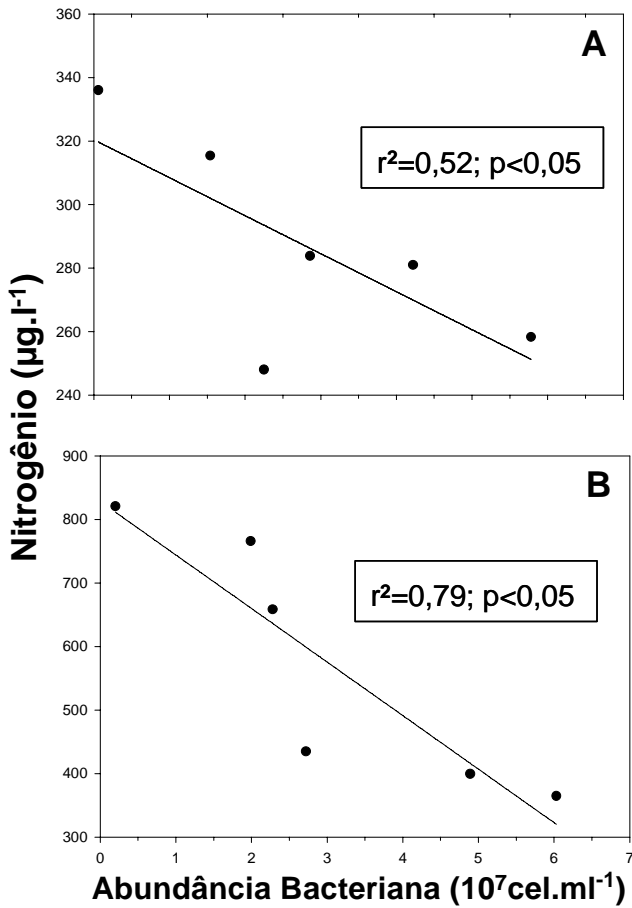 Nitrogênio (µg.l⁻¹)
360
340
320
300
280
260
240
A
r²=0,52; p<0,05
900
800
700
600
500
400
300
B
r²=0,79; p<0,05
0 1 2 3 4 5 6 7
Abundância Bacteriana (10⁷cel.ml⁻¹)